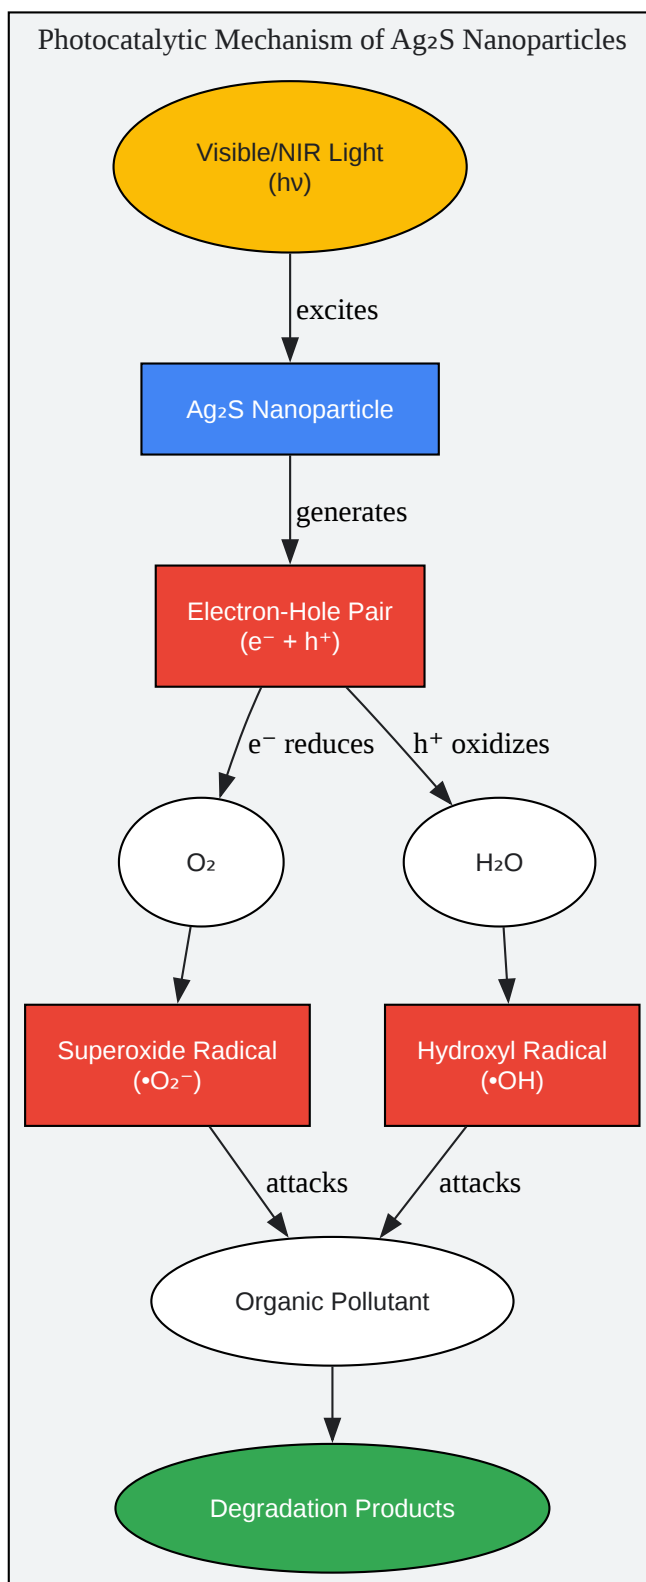 Photocatalytic Mechanism of Ag₂S Nanoparticles
Visible/NIR Light
(hν)
excites
Ag₂S Nanoparticle
generates
Electron-Hole Pair
(e⁻ + h⁺)
e⁻ reduces
h⁺ oxidizes
O₂
H₂O
Superoxide Radical
(•O₂⁻)
Hydroxyl Radical
(•OH)
attacks
attacks
Organic Pollutant
Degradation Products